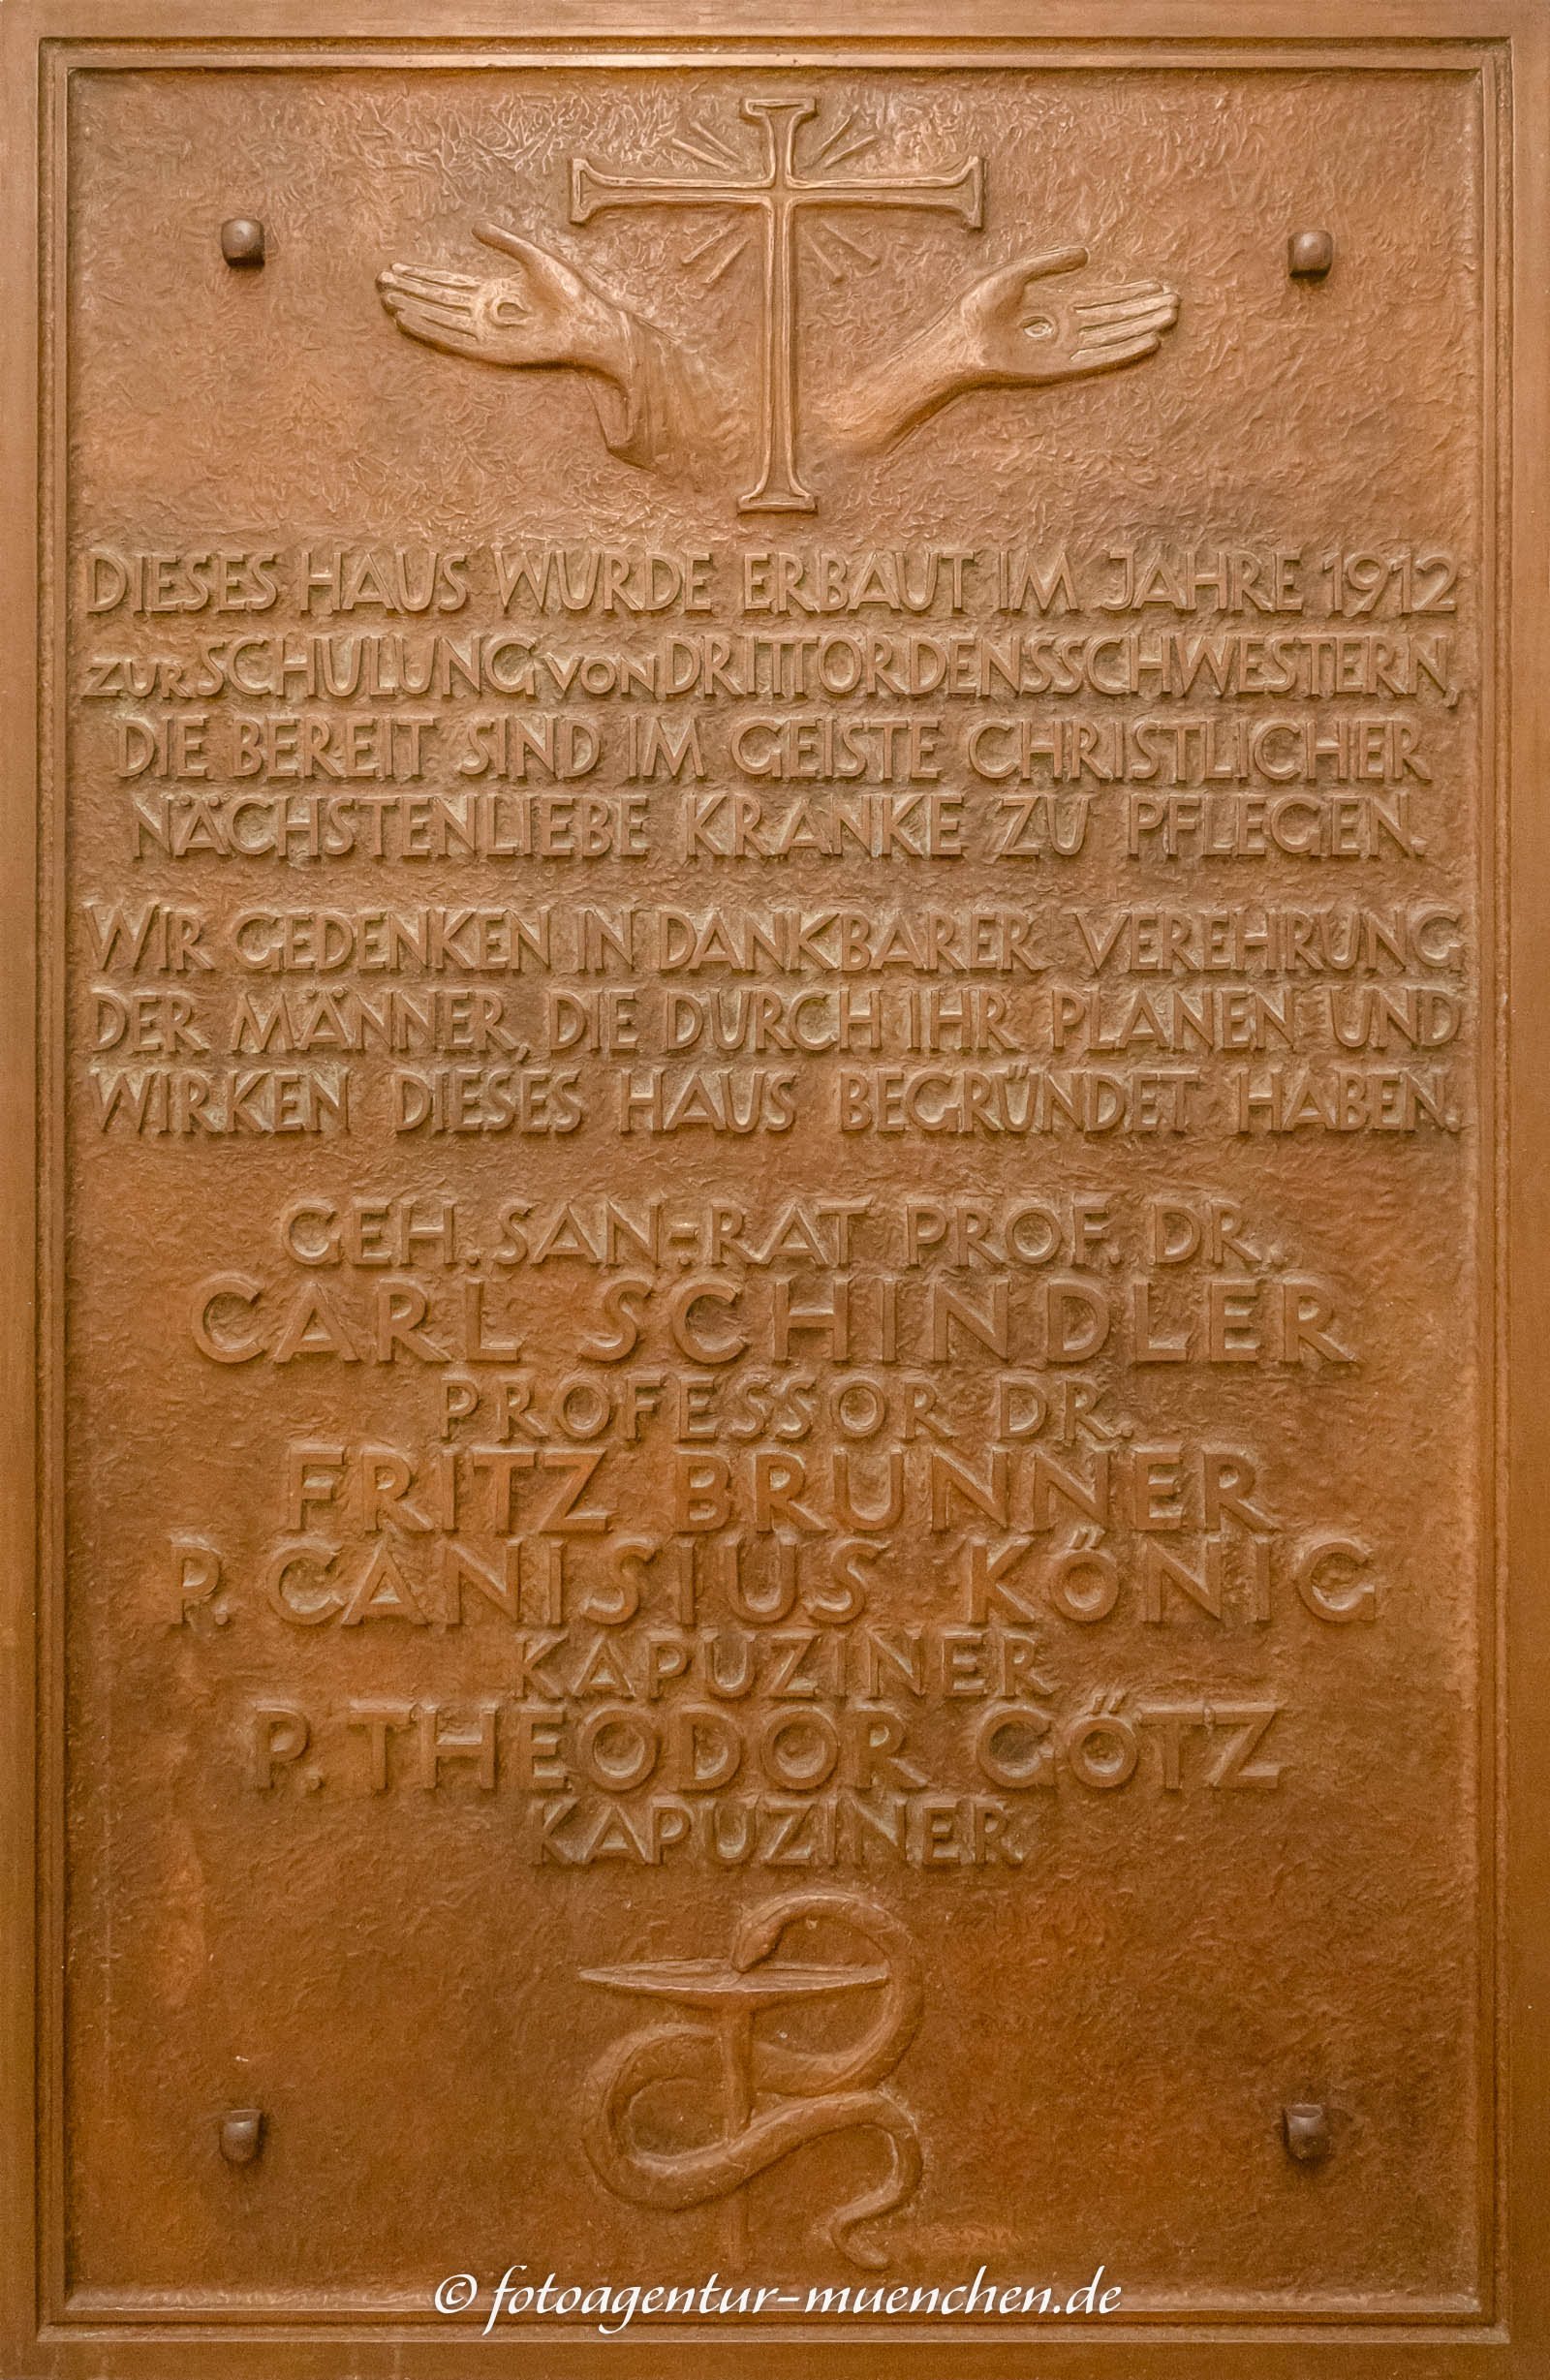 DIESES HAUS WURDE ERBAUT IM JAHRE 1912
ZUR SCHULUNG VON DRITTORDENSSCHWESTERN,
DIE BEREIT SIND IM GEISTE CHRISTLICHER
NÄCHSTENLIEBE KRANKE ZU PFLEGEN.
WIR GEDENKEN IN DANKBARER VEREHRUNG
DER MÄNNER, DIE DURCH IHR PLANEN UND
WIRKEN DIESES HAUS BEGRÜNDET HABEN.
GEH. SAN.-RAT PROF. DR.
CARL SCHINDLER
PROFESSOR DR.
FRITZ BRUNNER
P. CANISIUS KÖNIG
KAPUZINER
P. THEODOR GÖTZ
KAPUZINER
© fotoagentur-muenchen.de